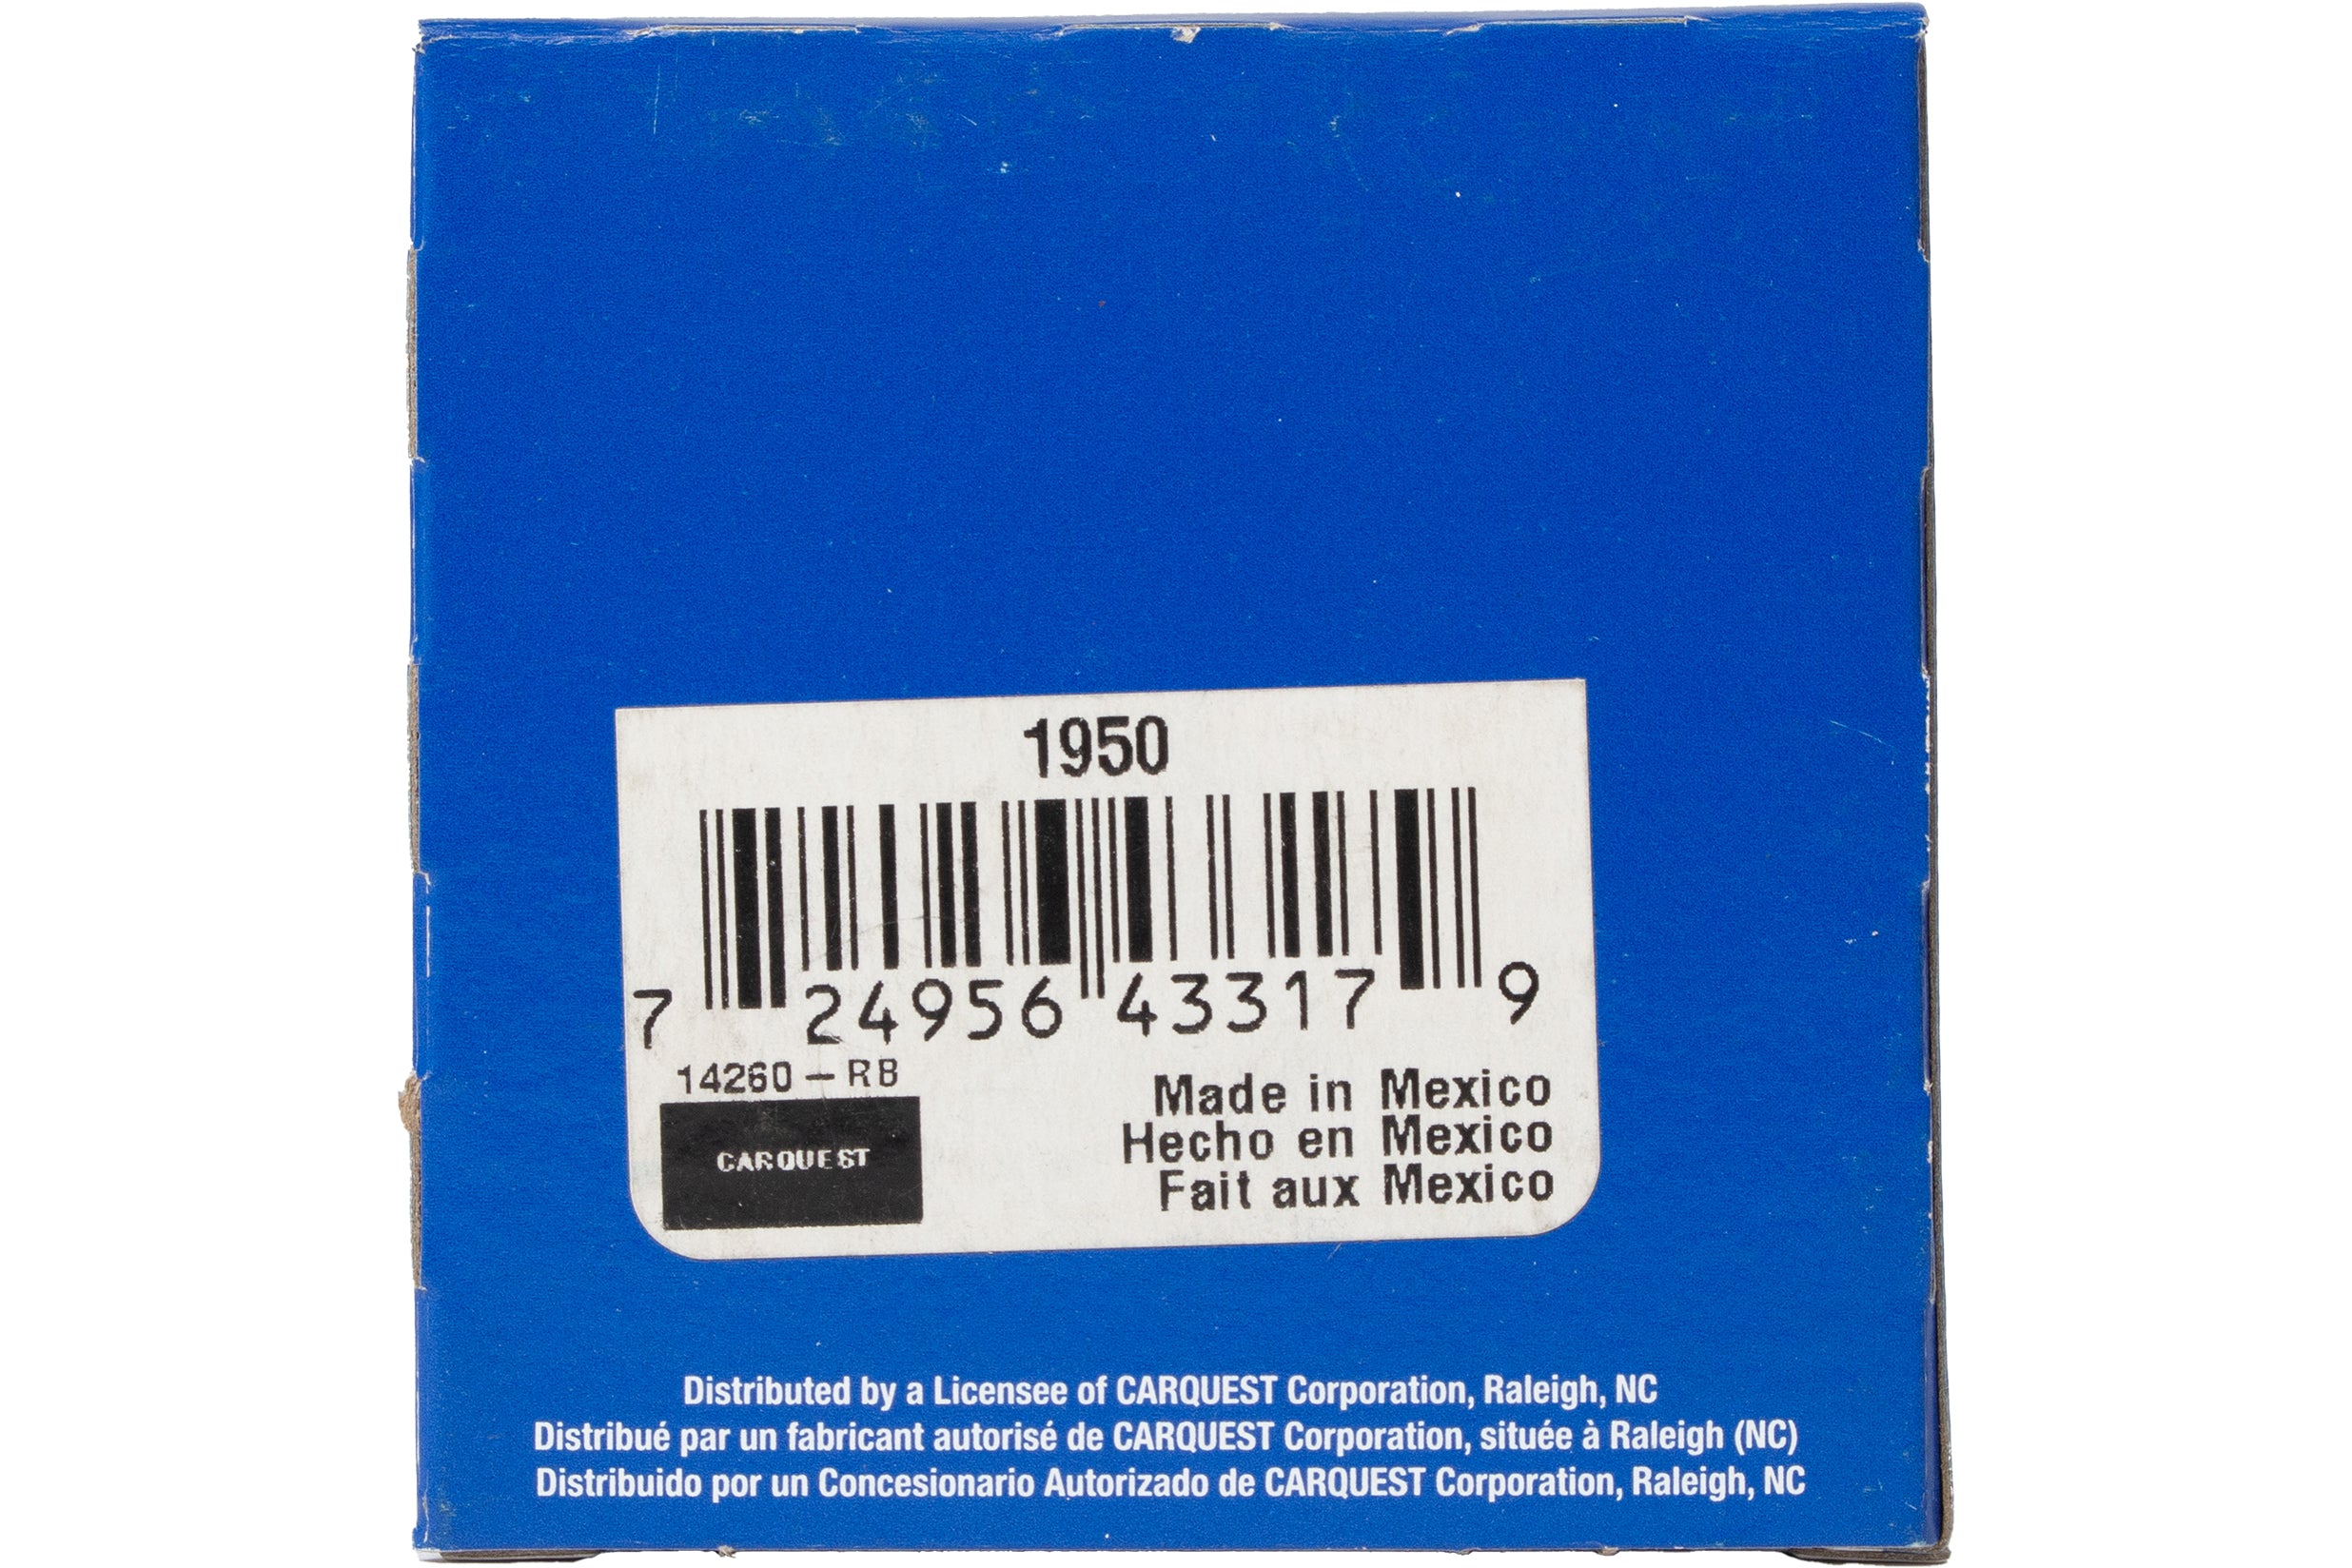 1950
7 24956 43317 9
14260-RB
CARQUEST
Made in Mexico
Hecho en Mexico
Fait aux Mexico
Distributed by a Licensee of CARQUEST Corporation, Raleigh, NC
Distribué par un fabricant autorisé de CARQUEST Corporation, située à Raleigh (NC)
Distribuido por un Concesionario Autorizado de CARQUEST Corporation, Raleigh, NC